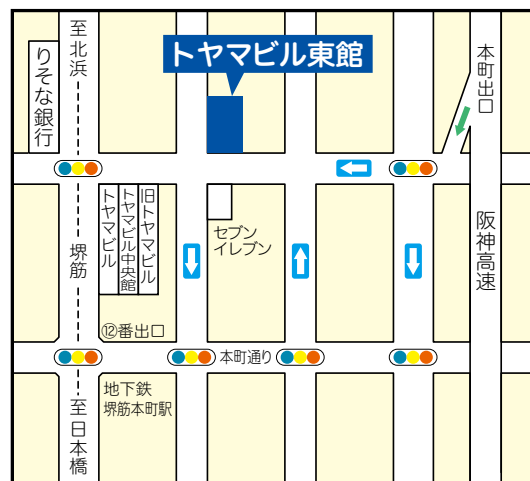 至北浜
りそな銀行
トヤマビル東館
本町出口
トヤマビル
トヤマビル中央館
旧トヤマビル
セブン
イレブン
堺筋
阪神高速
⑫番出口
本町通り
地下鉄
堺筋本町駅
至日本橋